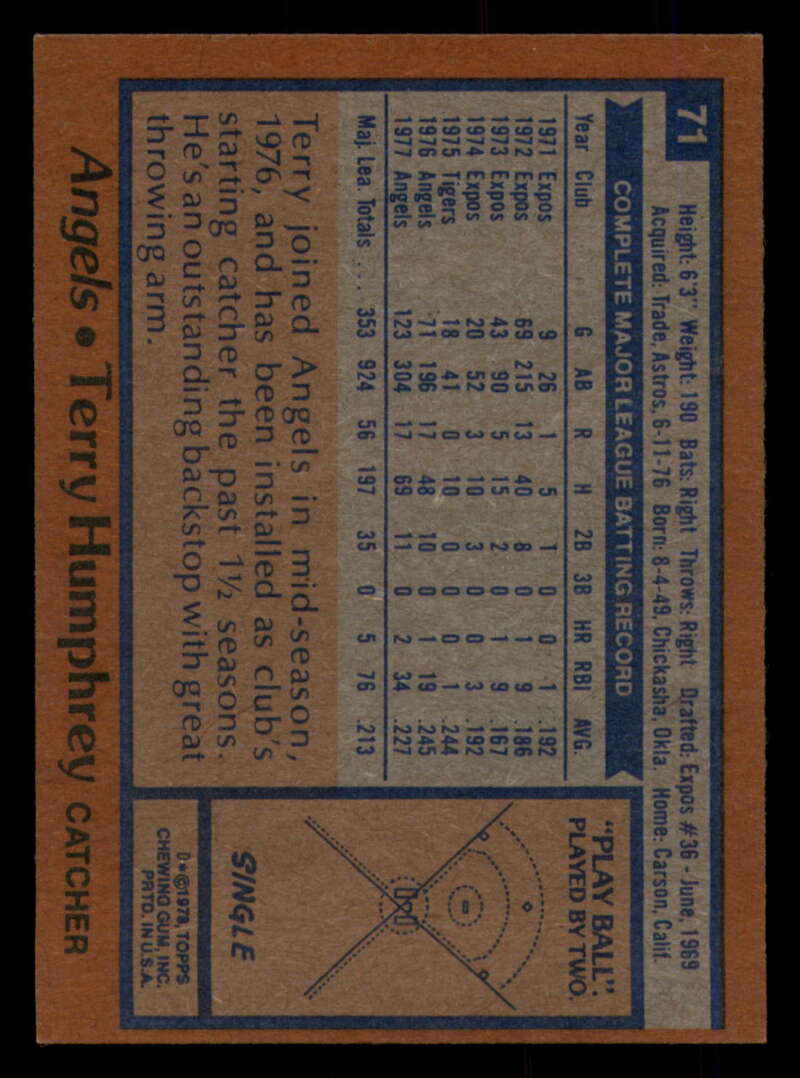 71
Height: 6'3" Weight: 190 Bats: Right Throws: Right Drafted: Expos #36 - June, 1969
Acquired: Trade, Astros, 6-11-76 Born: 8-4-49, Chickasha, Okla. Home: Carson, Calif.
COMPLETE MAJOR LEAGUE BATTING RECORD
Year Club G AB R H 2B 3B HR RBI AVG.
1971 Expos 9 26 1 5 1 0 0 1 .192
1972 Expos 69 215 13 40 8 0 1 9 .186
1973 Expos 43 90 5 15 2 0 1 9 .167
1974 Expos 20 52 3 10 3 0 0 3 .192
1975 Tigers 18 41 0 10 0 0 0 1 .244
1976 Angels 71 196 17 48 10 0 1 19 .245
1977 Angels 123 304 17 69 11 0 2 34 .227
Maj. Lea. Totals . . . 353 924 56 197 35 0 5 76 .213
Terry joined Angels in mid-season,
1976, and has been installed as club's
starting catcher the past 1½ seasons.
He's an outstanding backstop with great
throwing arm.
"PLAY BALL":
PLAYED BY TWO.
SINGLE
D*©1978, TOPPS
CHEWING GUM, INC.
PRTD. IN U.S.A.
Angels • Terry Humphrey CATCHER